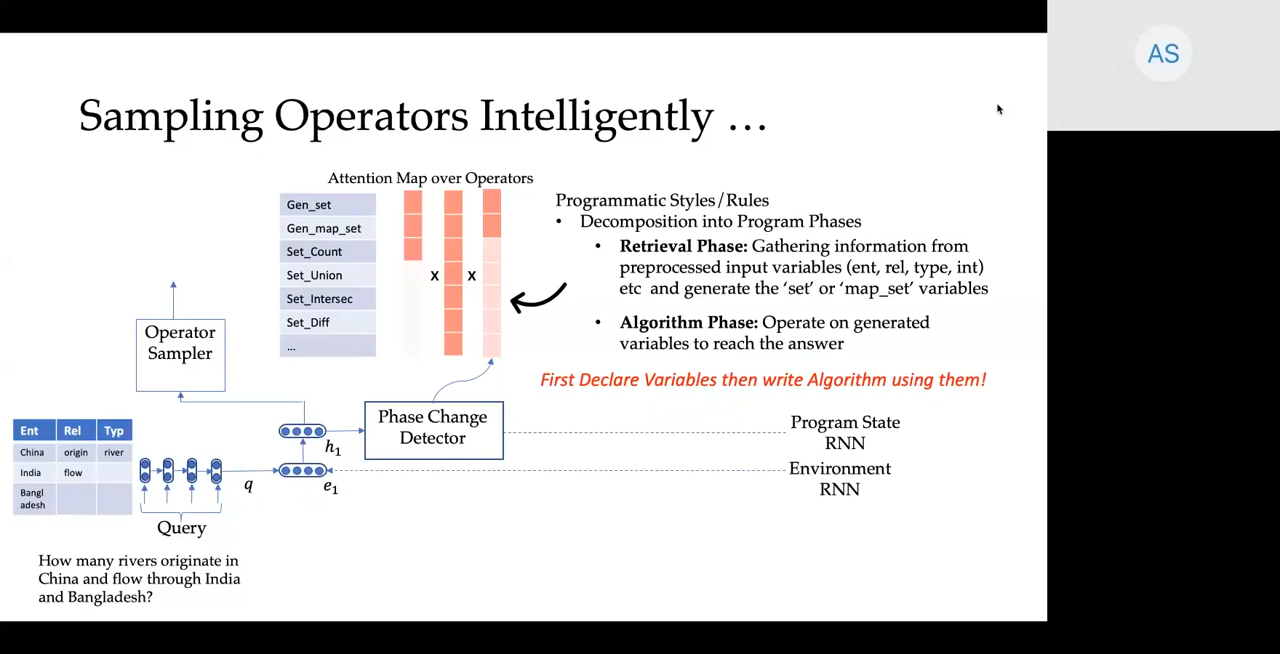 AS
Sampling Operators Intelligently ...
Attention Map over Operators
Gen_set
Gen_map_set
Set_Count
Set_Union
Set_Intersec
Set_Diff
...
x x
Programmatic Styles/Rules
• Decomposition into Program Phases
• Retrieval Phase: Gathering information from
preprocessed input variables (ent, rel, type, int)
etc and generate the 'set' or 'map_set' variables
• Algorithm Phase: Operate on generated
variables to reach the answer
First Declare Variables then write Algorithm using them!
Operator
Sampler
Phase Change
Detector
h1
e1
q
Program State
RNN
Environment
RNN
Ent Rel Typ
China origin river
India flow
Bangl
adesh
Query
How many rivers originate in
China and flow through India
and Bangladesh?